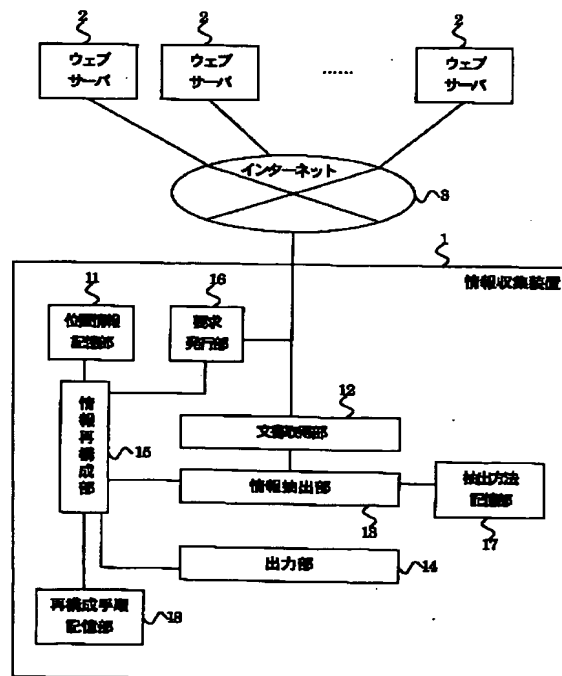 2
2
2
ウェブ
サーバ
ウェブ
サーバ
......
ウェブ
サーバ
インターネット
3
1
情報収集装置
11
16
位置情報
記憶部
要求
発行部
12
文書取得部
情報再構成部
15
情報抽出部
13
抽出方法
記憶部
17
出力部
14
再構成手順
記憶部
18